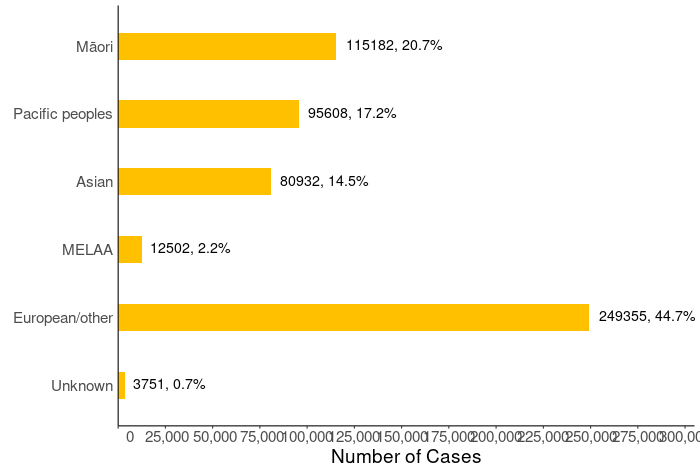 Māori 115182, 20.7%
Pacific peoples 95608, 17.2%
Asian 80932, 14.5%
MELAA 12502, 2.2%
European/other 249355, 44.7%
Unknown 3751, 0.7%
0 25,000 50,000 75,000 100,000 125,000 150,000 175,000 200,000 225,000 250,000 275,000
Number of Cases